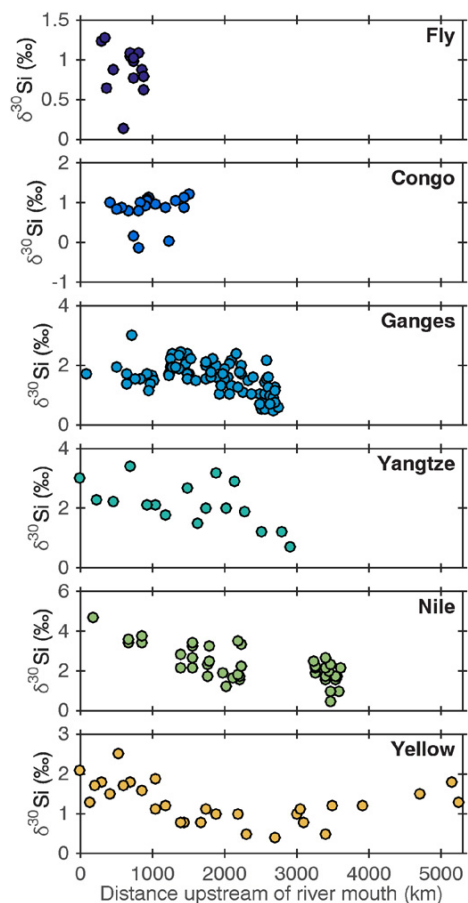 Fly
1.5
1
0.5
0
δ³⁰Si (‰)
Congo
2
1
0
-1
δ³⁰Si (‰)
Ganges
4
2
0
δ³⁰Si (‰)
Yangtze
4
2
0
δ³⁰Si (‰)
Nile
6
4
2
0
δ³⁰Si (‰)
Yellow
3
2
1
0
δ³⁰Si (‰)
0 1000 2000 3000 4000 5000
Distance upstream of river mouth (km)